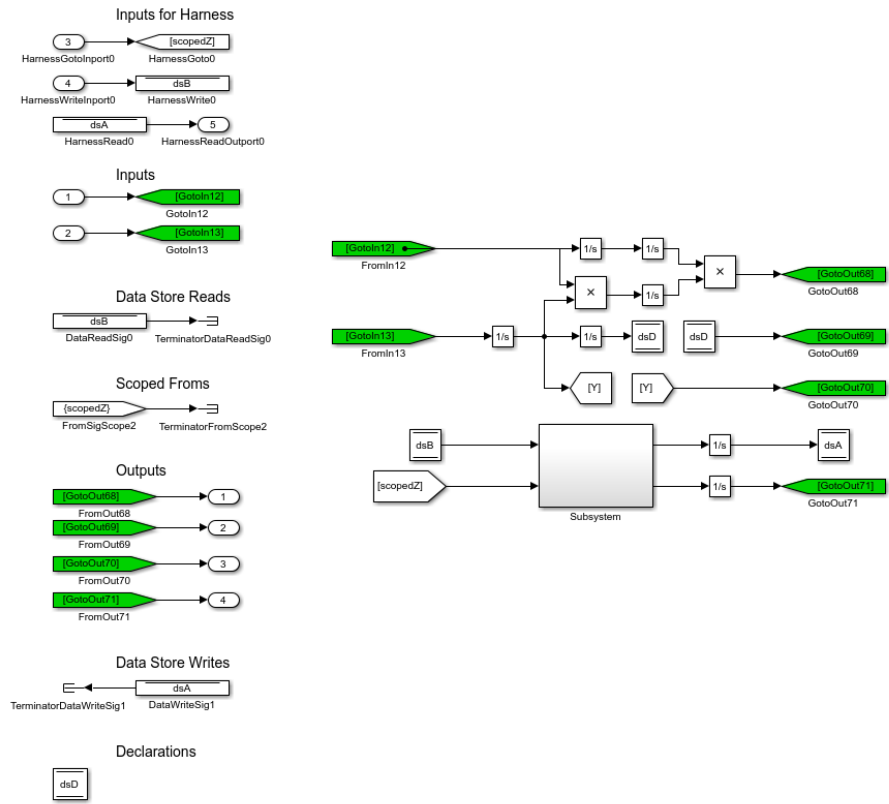 Inputs for Harness
3
[scopedZ]
HarnessGotoInport0
HarnessGoto0
4
dsB
HarnessWriteInport0
HarnessWrite0
dsA
5
HarnessRead0
HarnessReadOutport0
Inputs
1
[GotoIn12]
GotoIn12
2
[GotoIn13]
GotoIn13
Data Store Reads
dsB
DataReadSig0
TerminatorDataReadSig0
Scoped Froms
{scopedZ}
FromSigScope2
TerminatorFromScope2
Outputs
[GotoOut68]
1
FromOut68
[GotoOut69]
2
FromOut69
[GotoOut70]
3
FromOut70
[GotoOut71]
4
FromOut71
Data Store Writes
dsA
TerminatorDataWriteSig1
DataWriteSig1
Declarations
dsD
[GotoIn12]
FromIn12
1/s
1/s
×
×
1/s
[GotoOut68]
GotoOut68
[GotoIn13]
FromIn13
1/s
1/s
dsD
dsD
[GotoOut69]
GotoOut69
[Y]
[Y]
[GotoOut70]
GotoOut70
dsB
1/s
dsA
[scopedZ]
Subsystem
1/s
[GotoOut71]
GotoOut71